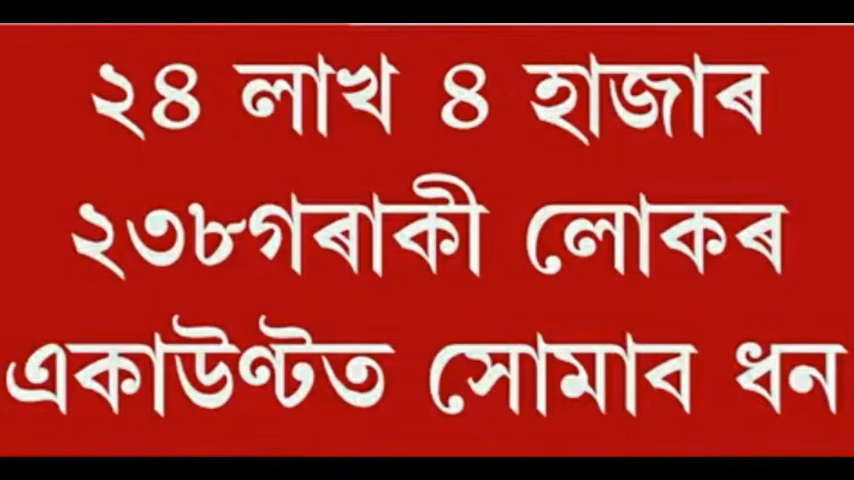 ২৪ লাখ ৪ হাজাৰ
২৩৮গৰাকী লোকৰ
একাউণ্টত সোমাব ধন